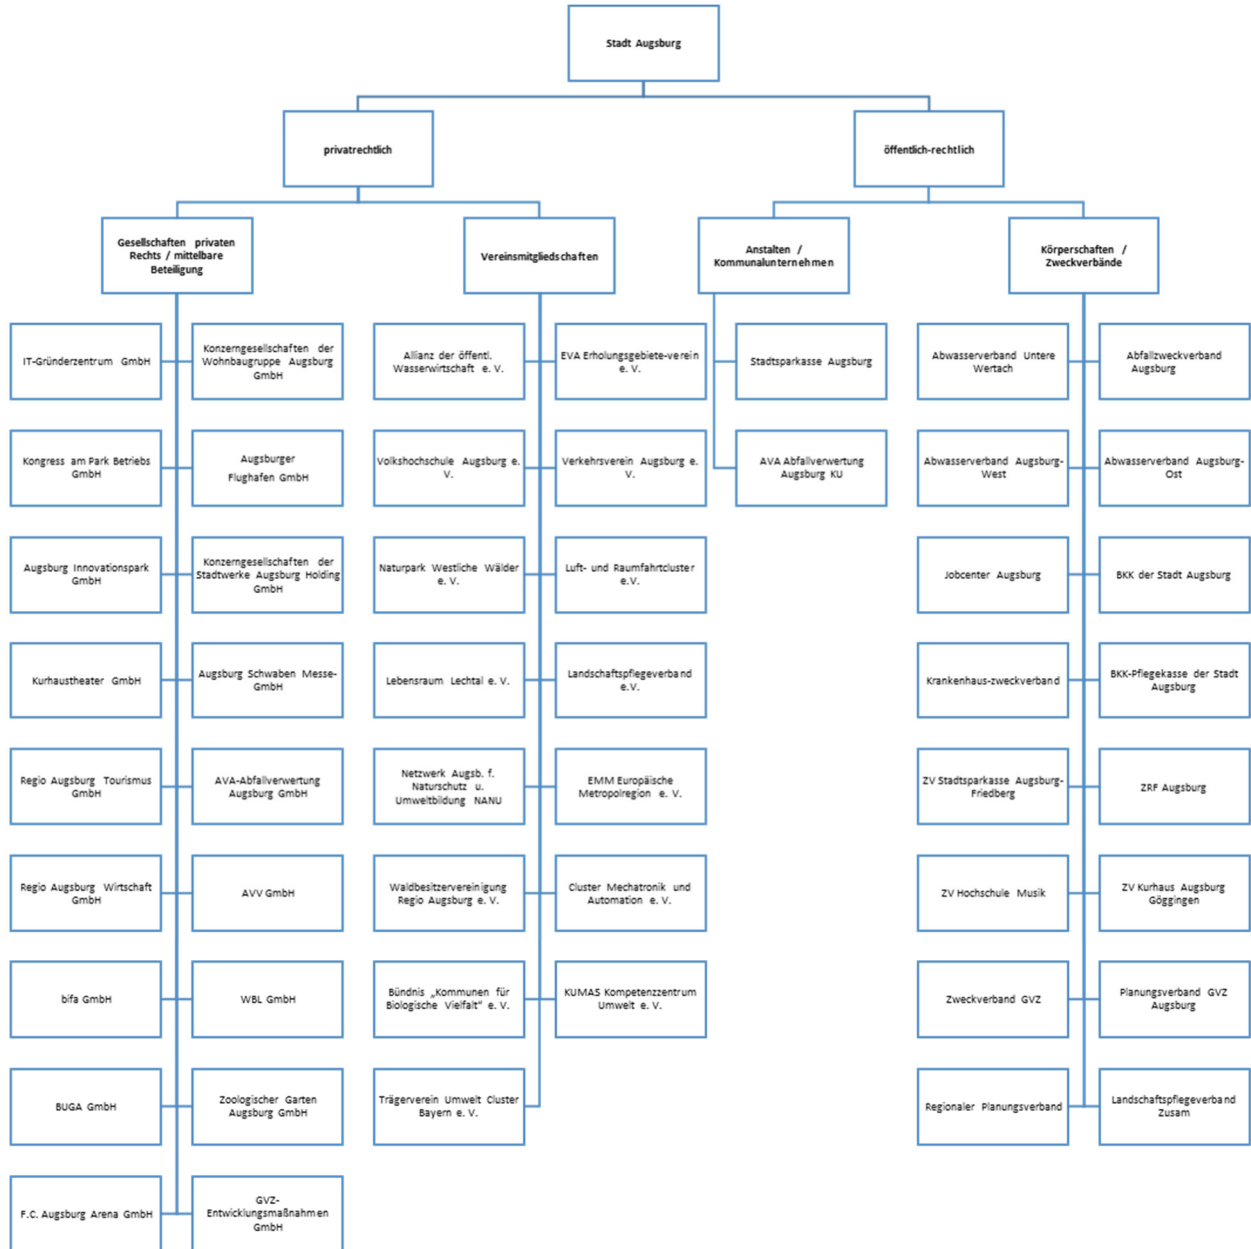 Stadt Augsburg
privatrechtlich
öffentlich-rechtlich
Gesellschaften privaten
Rechts / mittelbare
Beteiligung
Vereinsmitgliedschaften
Anstalten /
Kommunalunternehmen
Körperschaften /
Zweckverbände
IT-Gründerzentrum GmbH
Konzerngesellschaften der
Wohnbaugruppe Augsburg
GmbH
Allianz der öffentl.
Wasserwirtschaft e. V.
EVA Erholungsgebiete-verein
e. V.
Stadtsparkasse Augsburg
Abwasserverband Untere
Wertach
Abfallzweckverband
Augsburg
Kongress am Park Betriebs
GmbH
Augsburger
Flughafen GmbH
Volkshochschule Augsburg e.
V.
Verkehrsverein Augsburg e.
V.
AVA Abfallverwertung
Augsburg KU
Abwasserverband Augsburg-
West
Abwasserverband Augsburg-
Ost
Augsburg Innovationspark
GmbH
Konzerngesellschaften der
Stadtwerke Augsburg Holding
GmbH
Naturpark Westliche Wälder
e. V.
Luft- und Raumfahrtcluster
e.V.
Jobcenter Augsburg
BKK der Stadt Augsburg
Kurhaustheater GmbH
Augsburg Schwaben Messe-
GmbH
Lebensraum Lechtal e. V.
Landschaftspflegeverband
e.V.
Krankenhaus-zweckverband
BKK-Pflegekasse der Stadt
Augsburg
Regio Augsburg Tourismus
GmbH
AVA-Abfallverwertung
Augsburg GmbH
Netzwerk Augsb. f.
Naturschutz u.
Umweltbildung NANU
EMM Europäische
Metropolregion e. V.
ZV Stadtsparkasse Augsburg-
Friedberg
ZRF Augsburg
Regio Augsburg Wirtschaft
GmbH
AVV GmbH
Waldbesitzervereinigung
Regio Augsburg e. V.
Cluster Mechatronik und
Automation e. V.
ZV Hochschule Musik
ZV Kurhaus Augsburg
Göggingen
bifa GmbH
WBL GmbH
Bündnis „Kommunen für
Biologische Vielfalt“ e. V.
KUMAS Kompetenzzentrum
Umwelt e. V.
Zweckverband GVZ
Planungsverband GVZ
Augsburg
BUGA GmbH
Zoologischer Garten
Augsburg GmbH
Trägerverein Umwelt Cluster
Bayern e. V.
Regionaler Planungsverband
Landschaftspflegeverband
Zusam
F.C. Augsburg Arena GmbH
GVZ-
Entwicklungsmaßnahmen
GmbH